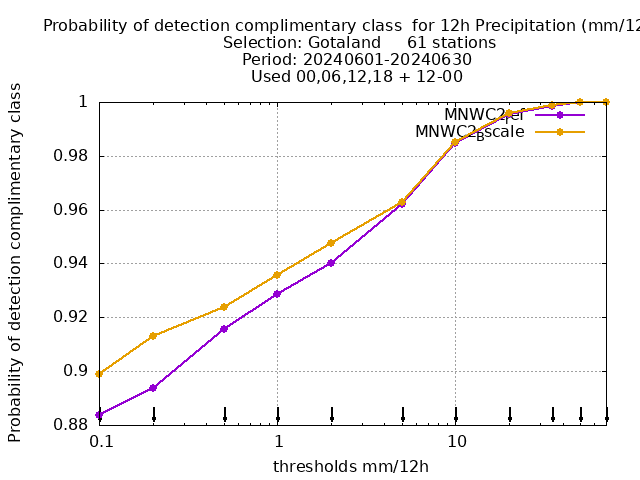 Probability of detection complimentary class  for 12h Precipitation (mm/12
Selection: Gotaland     61 stations
Period: 20240601-20240630
Used 00,06,12,18 + 12-00
Probability of detection complimentary class
1
0.98
0.96
0.94
0.92
0.9
0.88
0.1
1
10
thresholds mm/12h
MNWC2ref
MNWC2Bscale